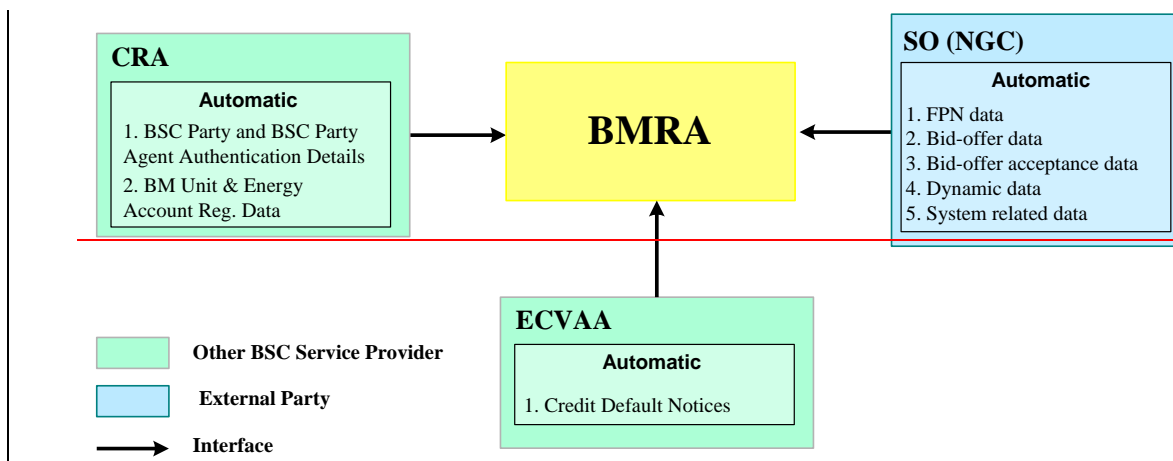 CRA
Automatic
1. BSC Party and BSC Party
Agent Authentication Details
2. BM Unit & Energy
Account Reg. Data
BMRA
SO (NGC)
Automatic
1. FPN data
2. Bid-offer data
3. Bid-offer acceptance data
4. Dynamic data
5. System related data
ECVAA
Automatic
1. Credit Default Notices
Other BSC Service Provider
External Party
Interface